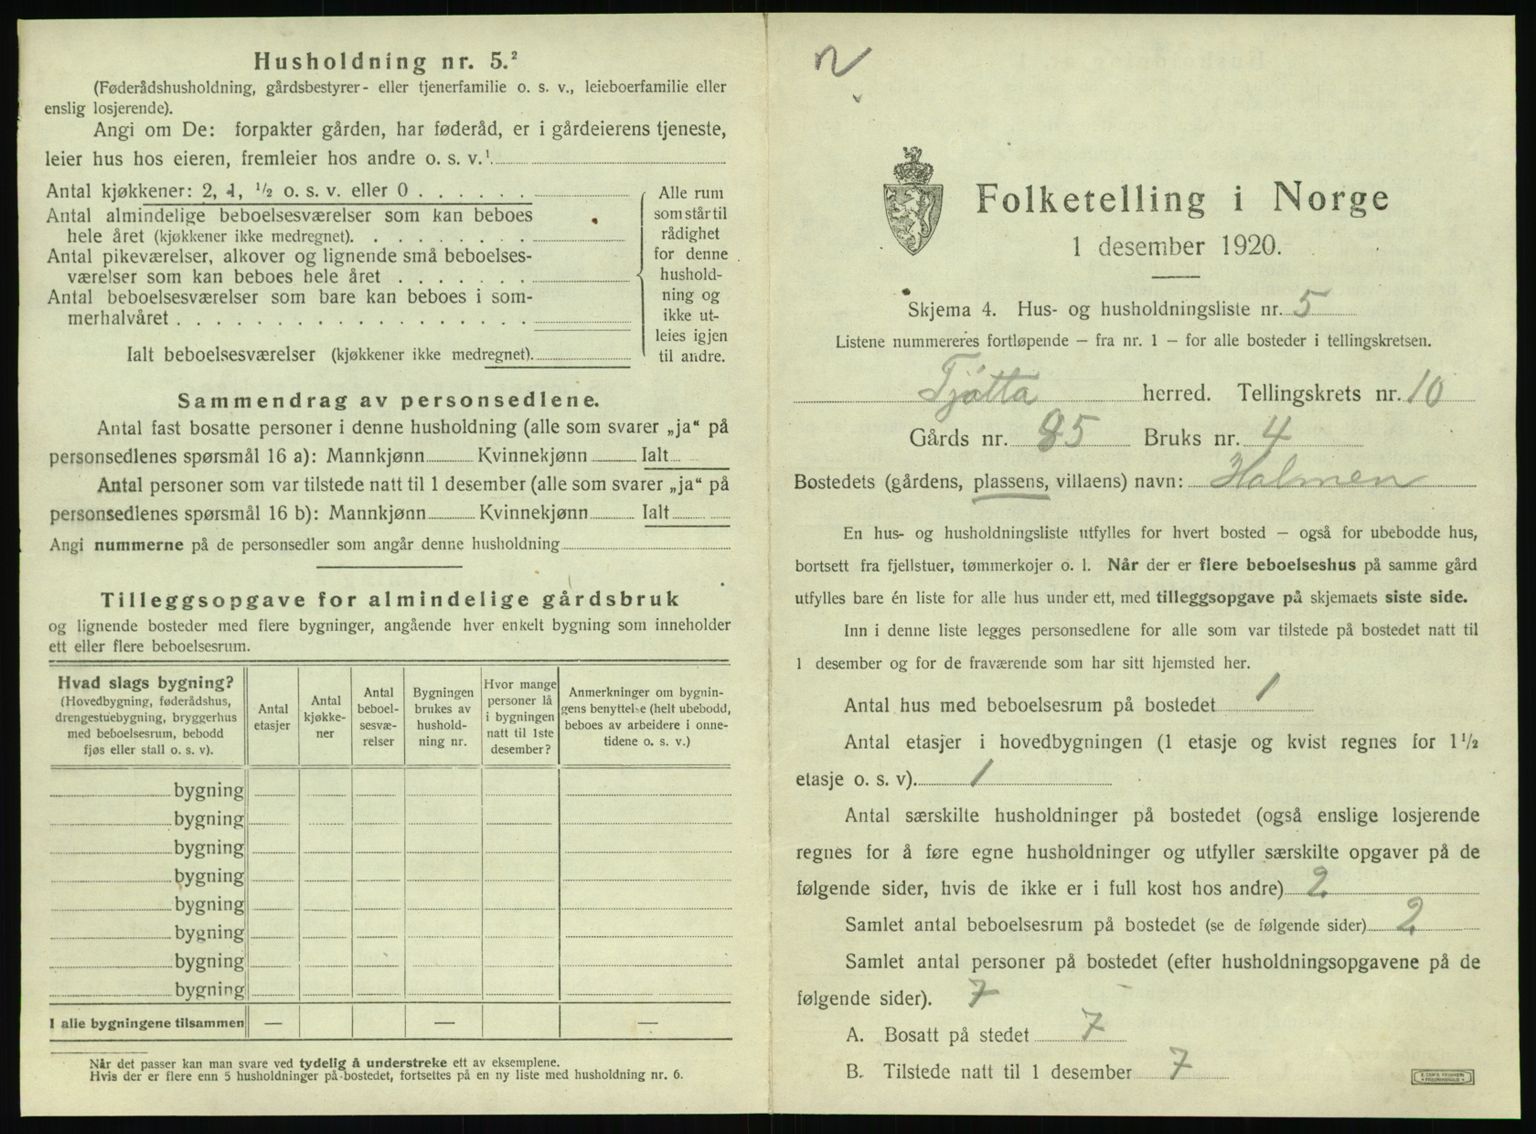 Husholdning nr. 5.²
(Føderådshusholdning, gårdsbestyrer- eller tjenerfamilie o. s. v., leieboerfamilie eller
enslig losjerende).
Angi om De: forpakter gården, har føderåd, er i gårdeierens tjeneste,
leier hus hos eieren, fremleier hos andre o. s. v.¹
Antal kjøkkener: 2, 1, ½ o. s. v. eller 0 . . . . . .
Antal almindelige beboelsesværelser som kan beboes
hele året (kjøkkener ikke medregnet). . . . . . . . .
Antal pikeværelser, alkover og lignende små beboelses-
værelser som kan beboes hele året . . . . . . .
Antal beboelsesværelser som bare kan beboes i som-
merhalvåret . . . . . . . . . . . . . . . . . .
Ialt beboelsesværelser (kjøkkener ikke medregnet).
Alle rum
som står til
rådighet
for denne
hushold-
ning og
ikke ut-
leies igjen
til andre.
Sammendrag av personsedlene.
Antal fast bosatte personer i denne husholdning (alle som svarer „ja“ på
personsedlenes spørsmål 16 a): Mannkjønn Kvinnekjønn Ialt
Antal personer som var tilstede natt til 1 desember (alle som svarer „ja“ på
personsedlenes spørsmål 16 b): Mannkjønn Kvinnekjønn Ialt
Angi nummerne på de personsedler som angår denne husholdning
Tilleggsopgave for almindelige gårdsbruk
og lignende bosteder med flere bygninger, angående hver enkelt bygning som inneholder
ett eller flere beboelsesrum.
Hvad slags bygning?
(Hovedbygning, føderådshus,
drengestuebygning, bryggerhus
med beboelsesrum, bebodd
fjøs eller stall o. s. v).
Antal
etasjer
Antal
kjøkke-
ner
Antal
beboel-
sesvæ-
relser
Bygningen
brukes av
hushold-
ning nr.
Hvor mange
personer lå
i bygningen
natt til 1ste
desember?
Anmerkninger om bygnin-
gens benyttelse (helt ubebodd,
beboes av arbeidere i onne-
tidene o. s. v.)
bygning
bygning
bygning
bygning
bygning
bygning
bygning
bygning
I alle bygningene tilsammen — — —
Når det passer kan man svare ved tydelig å understreke ett av eksemplene.
Hvis der er flere enn 5 husholdninger på bostedet, fortsettes på en ny liste med husholdning nr. 6.
Folketelling i Norge
1 desember 1920.
Skjema 4. Hus- og husholdningsliste nr. 5
Listene nummereres fortløpende — fra nr. 1 — for alle bosteder i tellingskretsen.
Tjøtta herred. Tellingskrets nr. 10
Gårds nr. 85 Bruks nr. 4
Bostedets (gårdens, plassens, villaens) navn: Holmen
En hus- og husholdningsliste utfylles for hvert bosted — også for ubebodde hus,
bortsett fra fjellstuer, tømmerkojer o. l. Når der er flere beboelseshus på samme gård
utfylles bare én liste for alle hus under ett, med tilleggsopgave på skjemaets siste side.
Inn i denne liste legges personsedlene for alle som var tilstede på bostedet natt til
1 desember og for de fraværende som har sitt hjemsted her.
Antal hus med beboelsesrum på bostedet 1
Antal etasjer i hovedbygningen (1 etasje og kvist regnes for 1½
etasje o. s. v). 1
Antal særskilte husholdninger på bostedet (også enslige losjerende
regnes for å føre egne husholdninger og utfyller særskilte opgaver på de
følgende sider, hvis de ikke er i full kost hos andre) 2
Samlet antal beboelsesrum på bostedet (se de følgende sider) 2
Samlet antal personer på bostedet (efter husholdningsopgavene på de
følgende sider). 7
A. Bosatt på stedet 7
B. Tilstede natt til 1 desember 7